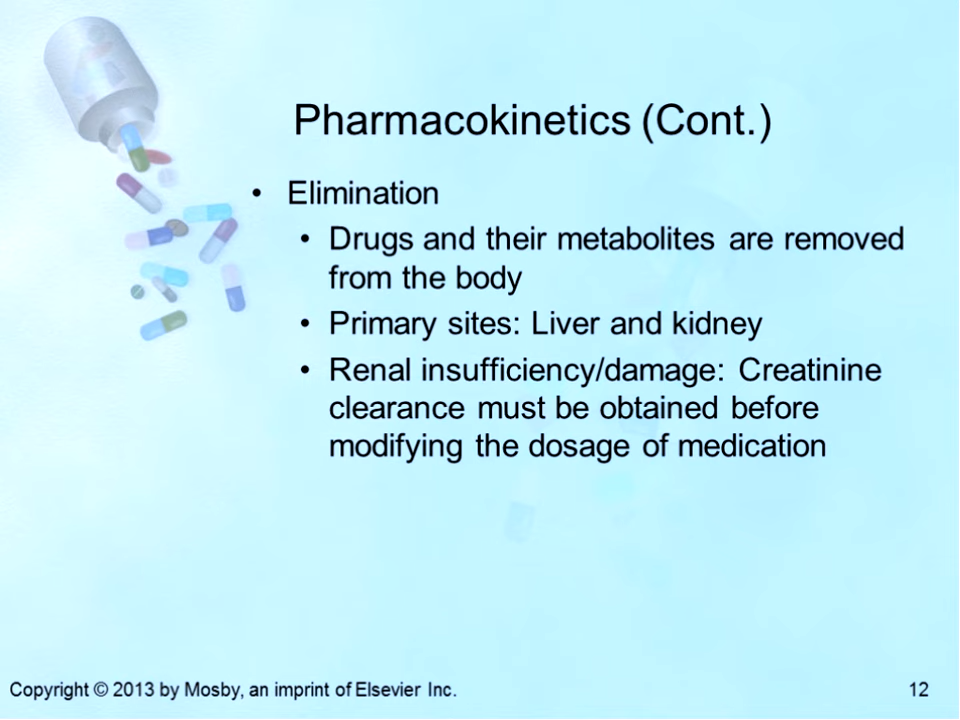 Pharmacokinetics (Cont.)
• Elimination
• Drugs and their metabolites are removed
from the body
• Primary sites: Liver and kidney
• Renal insufficiency/damage: Creatinine
clearance must be obtained before
modifying the dosage of medication
Copyright © 2013 by Mosby, an imprint of Elsevier Inc.
12